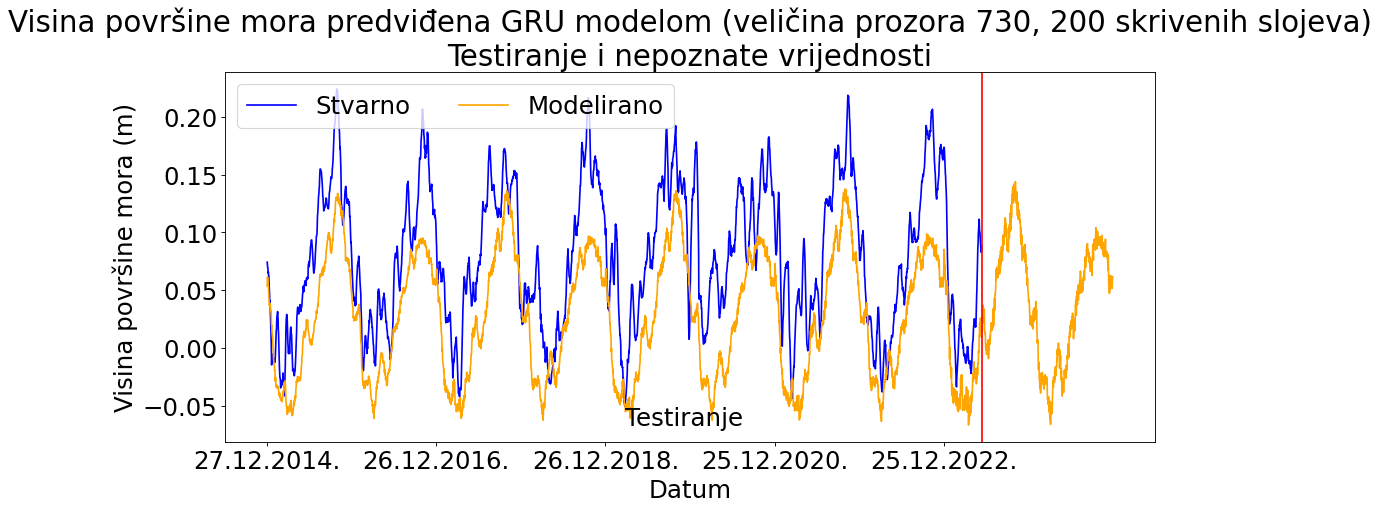 Visina površine mora predviđena GRU modelom (veličina prozora 730, 200 skrivenih slojeva)
Testiranje i nepoznate vrijednosti
Stvarno Modelirano
Visina površine mora (m)
0.20
0.15
0.10
0.05
0.00
−0.05
Testiranje
27.12.2014. 26.12.2016. 26.12.2018. 25.12.2020. 25.12.2022.
Datum